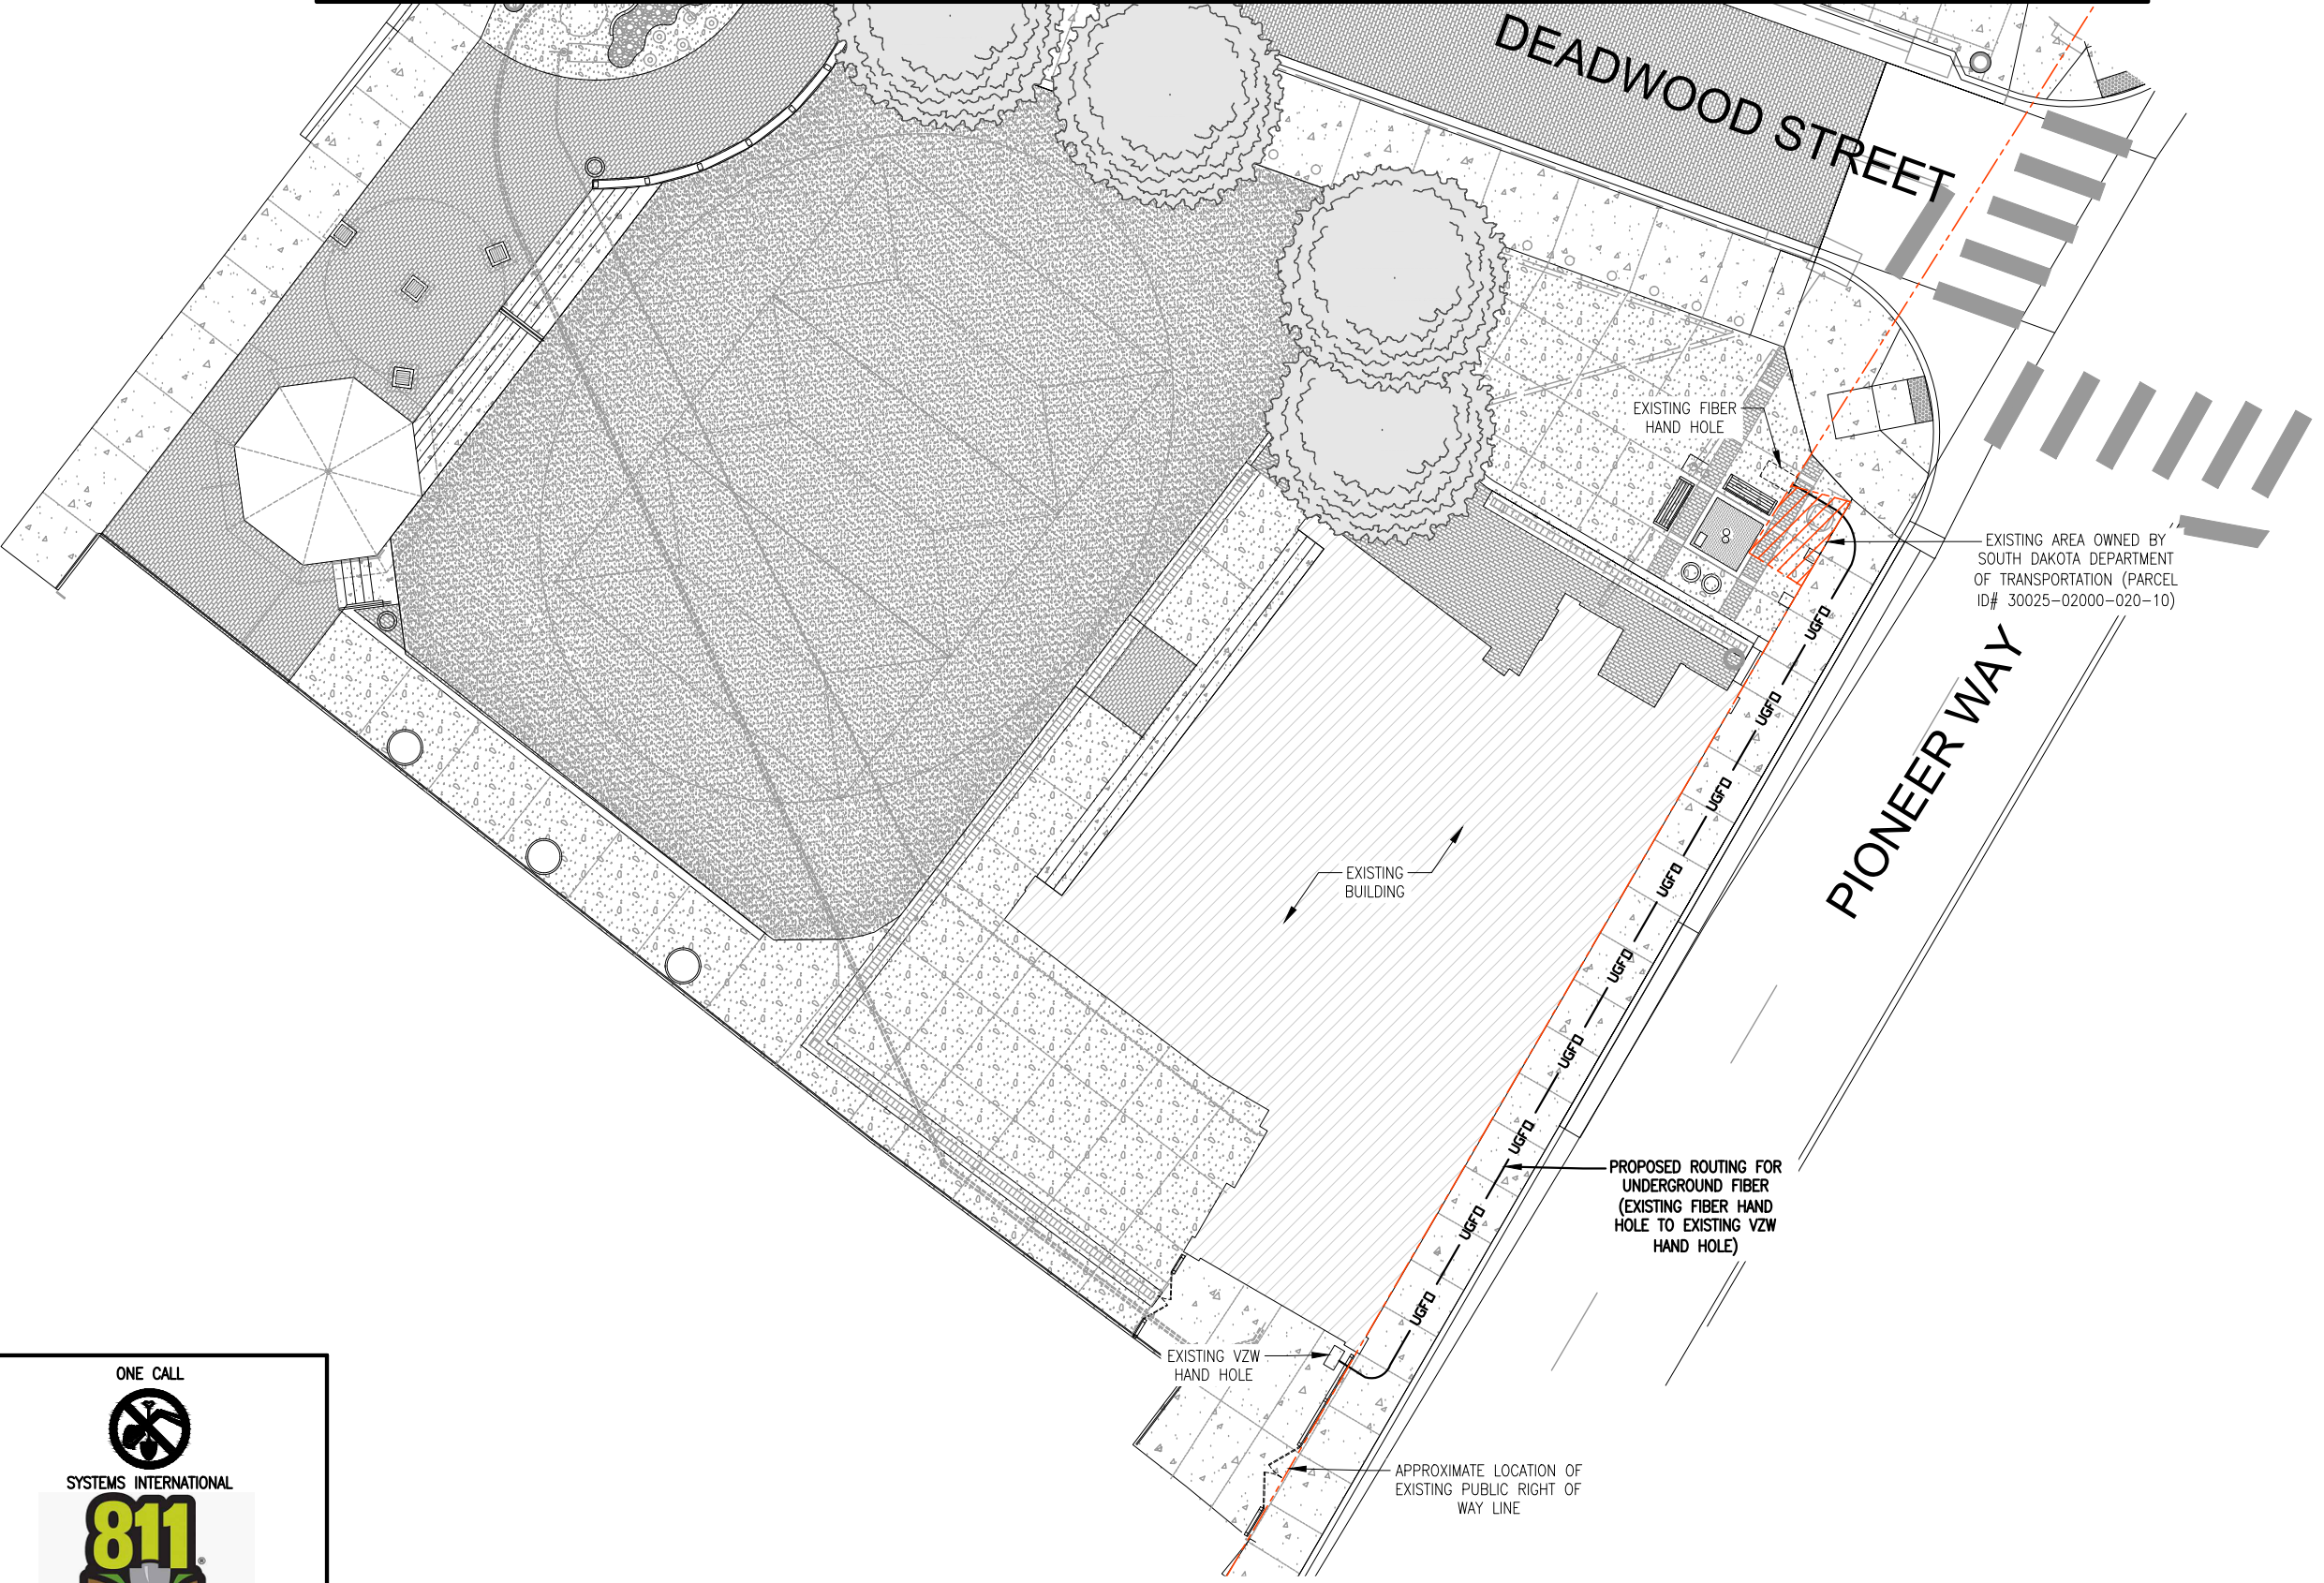 DEADWOOD STREET
EXISTING FIBER
HAND HOLE
EXISTING AREA OWNED BY
SOUTH DAKOTA DEPARTMENT
OF TRANSPORTATION (PARCEL
ID# 30025-02000-020-10)
UGFO
UGFO
UGFO
UGFO
UGFO
UGFO
UGFO
UGFO
UGFO
PIONEER WAY
EXISTING
BUILDING
PROPOSED ROUTING FOR
UNDERGROUND FIBER
(EXISTING FIBER HAND
HOLE TO EXISTING VZW
HAND HOLE)
EXISTING VZW
HAND HOLE
APPROXIMATE LOCATION OF
EXISTING PUBLIC RIGHT OF
WAY LINE
ONE CALL
SYSTEMS INTERNATIONAL
811®